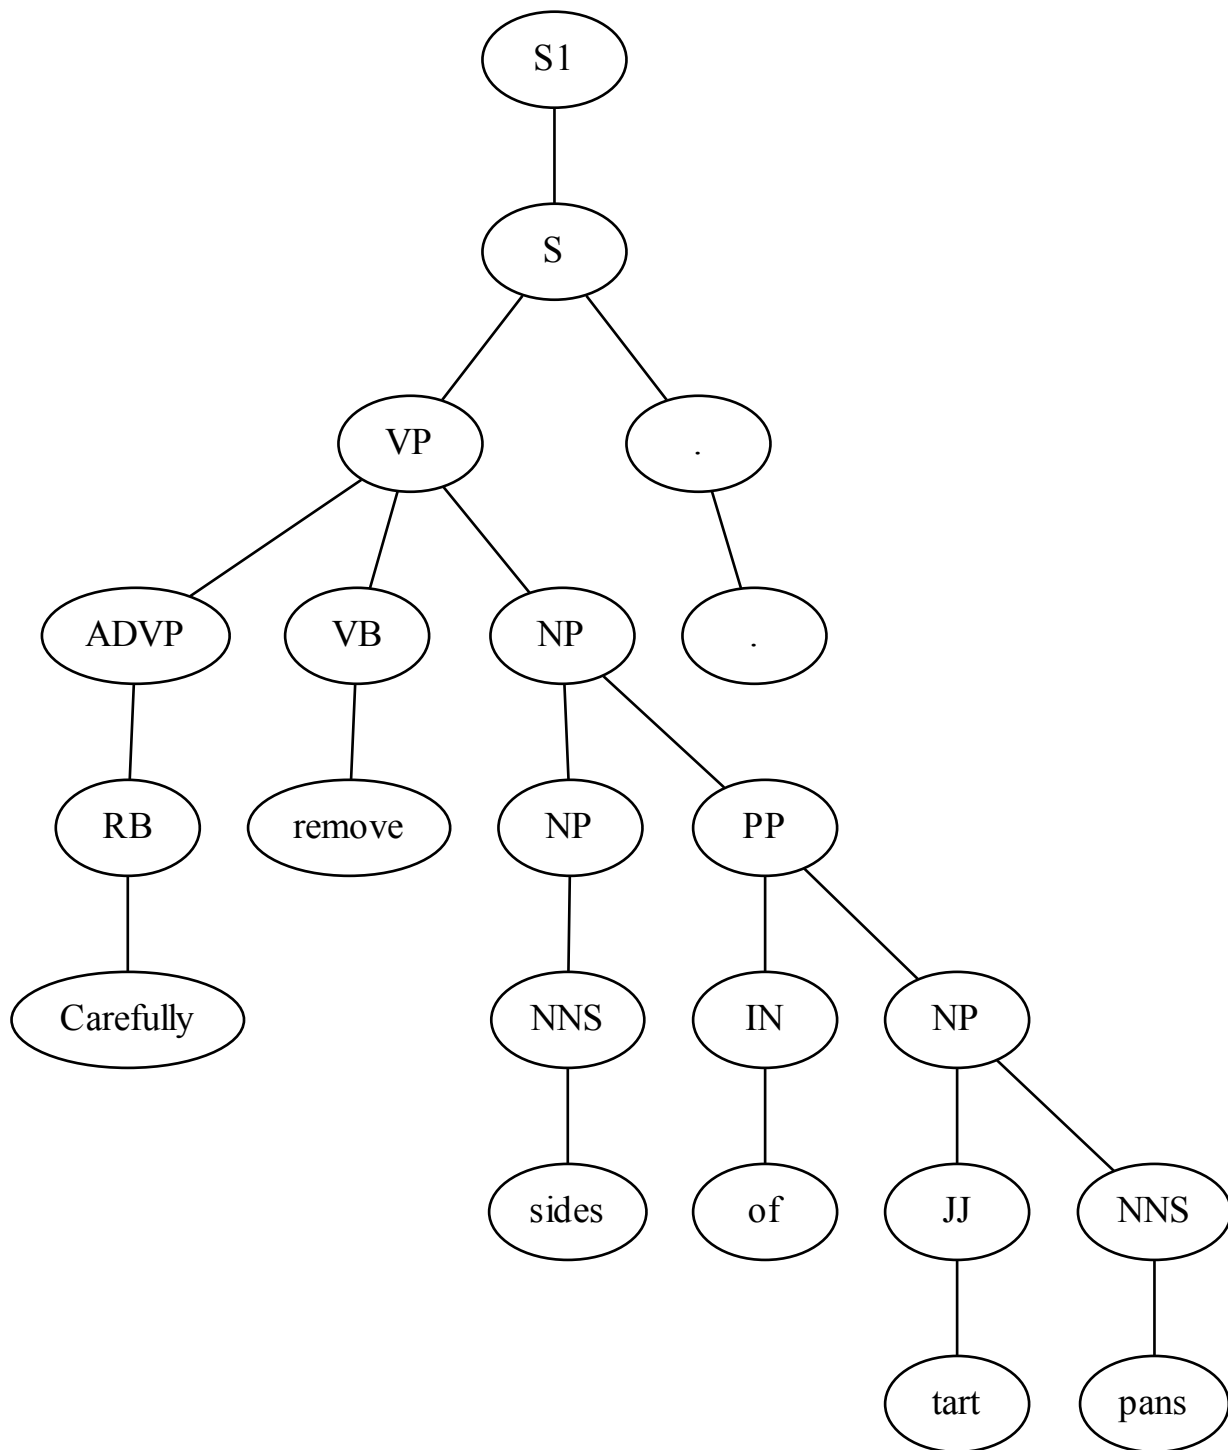 S1
S
VP .
ADVP VB NP .
RB remove NP PP
Carefully NNS IN NP
sides of JJ NNS
tart pans